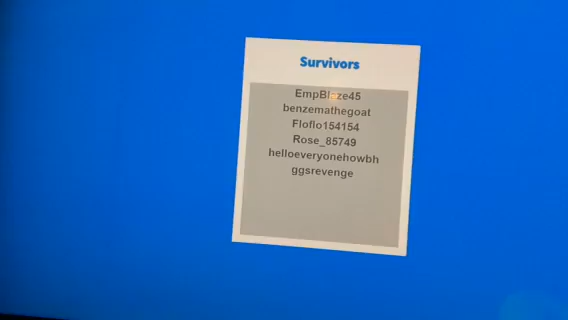 Survivors
EmpBlaze45
benzemathegoat
Floflo154154
Rose_85749
helloeveryonehowbh
ggsrevenge